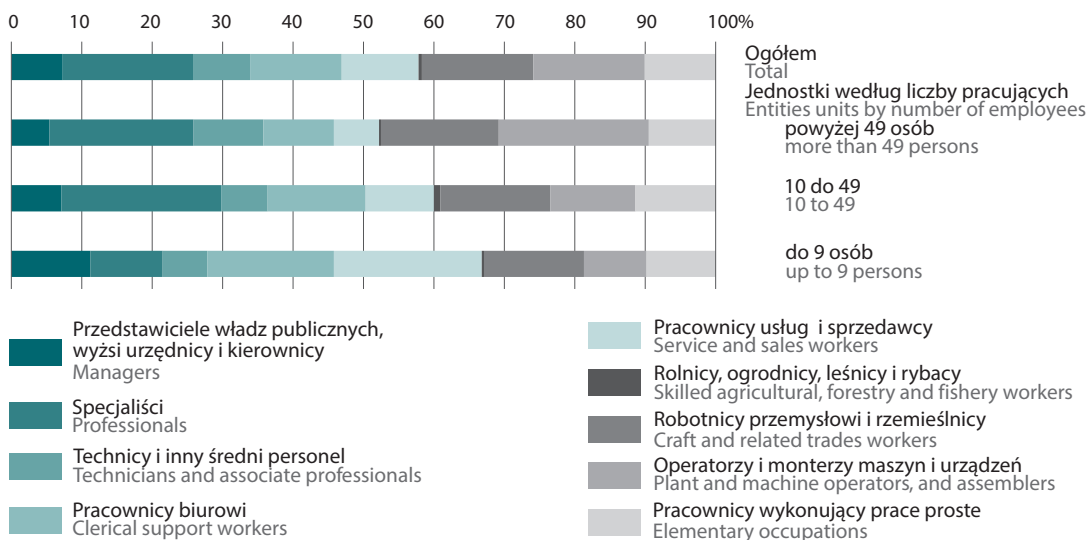 0 10 20 30 40 50 60 70 80 90 100%
Ogółem
Total
Jednostki według liczby pracujących
Entities units by number of employees
powyżej 49 osób
more than 49 persons
10 do 49
10 to 49
do 9 osób
up to 9 persons
Przedstawiciele władz publicznych,
wyżsi urzędnicy i kierownicy
Managers
Specjaliści
Professionals
Technicy i inny średni personel
Technicians and associate professionals
Pracownicy biurowi
Clerical support workers
Pracownicy usług i sprzedawcy
Service and sales workers
Rolnicy, ogrodnicy, leśnicy i rybacy
Skilled agricultural, forestry and fishery workers
Robotnicy przemysłowi i rzemieślnicy
Craft and related trades workers
Operatorzy i monterzy maszyn i urządzeń
Plant and machine operators, and assemblers
Pracownicy wykonujący prace proste
Elementary occupations